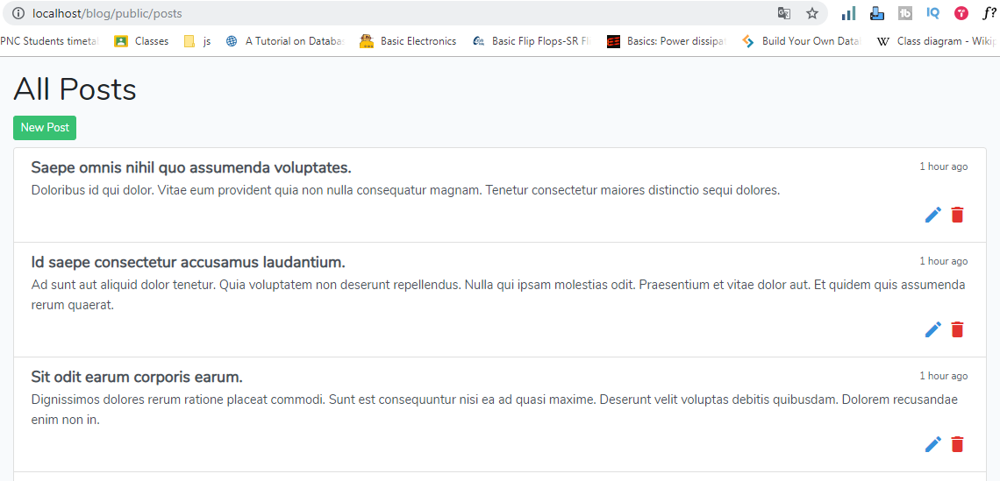 localhost/blog/public/posts
PNC Students timetal Classes js A Tutorial on Databas Basic Electronics Basic Flip Flops-SR Fl Basics: Power dissipat Build Your Own Data Class diagram - Wikip
All Posts
New Post
Saepe omnis nihil quo assumenda voluptates. 1 hour ago
Doloribus id qui dolor. Vitae eum provident quia non nulla consequatur magnam. Tenetur consectetur maiores distinctio sequi dolores.
Id saepe consectetur accusamus laudantium. 1 hour ago
Ad sunt aut aliquid dolor tenetur. Quia voluptatem non deserunt repellendus. Nulla qui ipsam molestias odit. Praesentium et vitae dolor aut. Et quidem quis assumenda
rerum quaerat.
Sit odit earum corporis earum. 1 hour ago
Dignissimos dolores rerum ratione placeat commodi. Sunt est consequuntur nisi ea ad quasi maxime. Deserunt velit voluptas debitis quibusdam. Dolorem recusandae
enim non in.